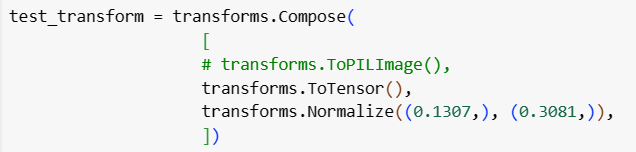 test_transform = transforms.Compose(
[
# transforms.ToPILImage(),
transforms.ToTensor(),
transforms.Normalize((0.1307,), (0.3081,)),
])